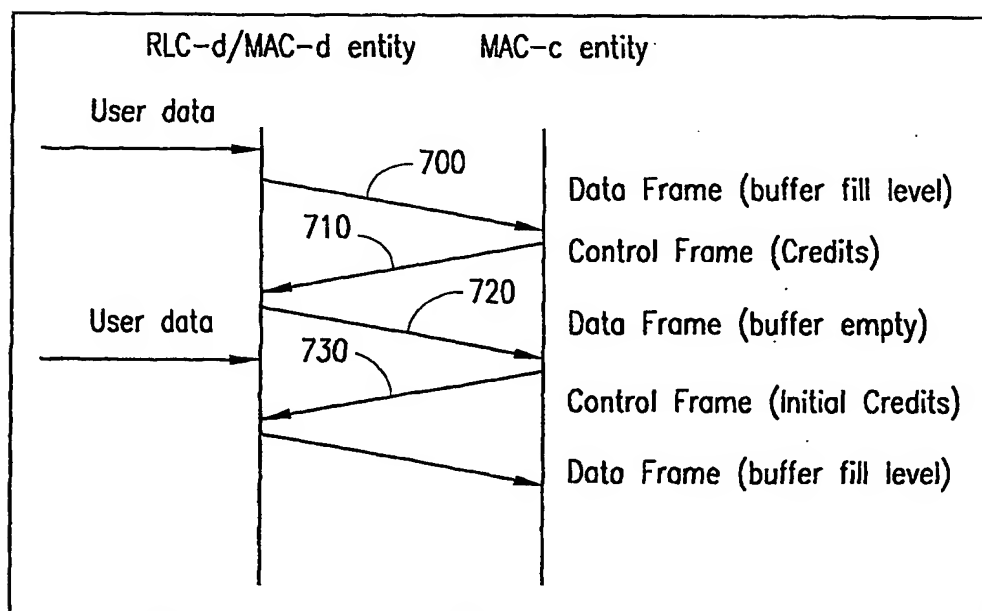 RLC-d/MAC-d entity MAC-c entity
User data
700
Data Frame (buffer fill level)
710
Control Frame (Credits)
720
User data
Data Frame (buffer empty)
730
Control Frame (Initial Credits)
Data Frame (buffer fill level)